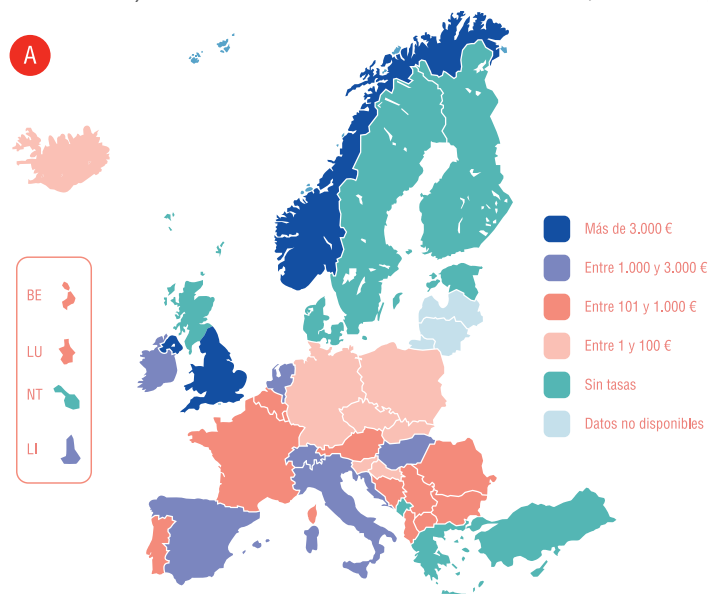 A
BE
LU
NT
LI
Más de 3.000 €
Entre 1.000 y 3.000 €
Entre 101 y 1.000 €
Entre 1 y 100 €
Sin tasas
Datos no disponibles